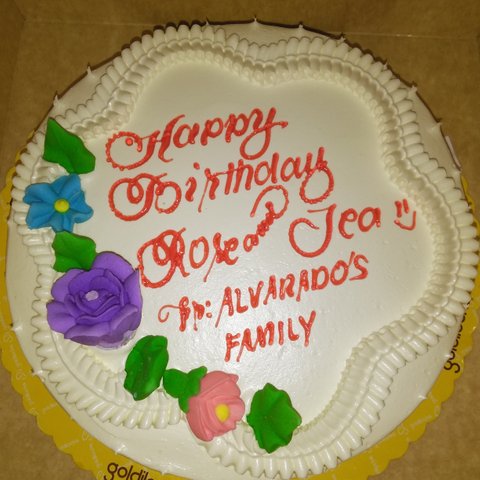 Happy
Birthday
Rose and Tea
fr: ALVARADO'S
FAMILY